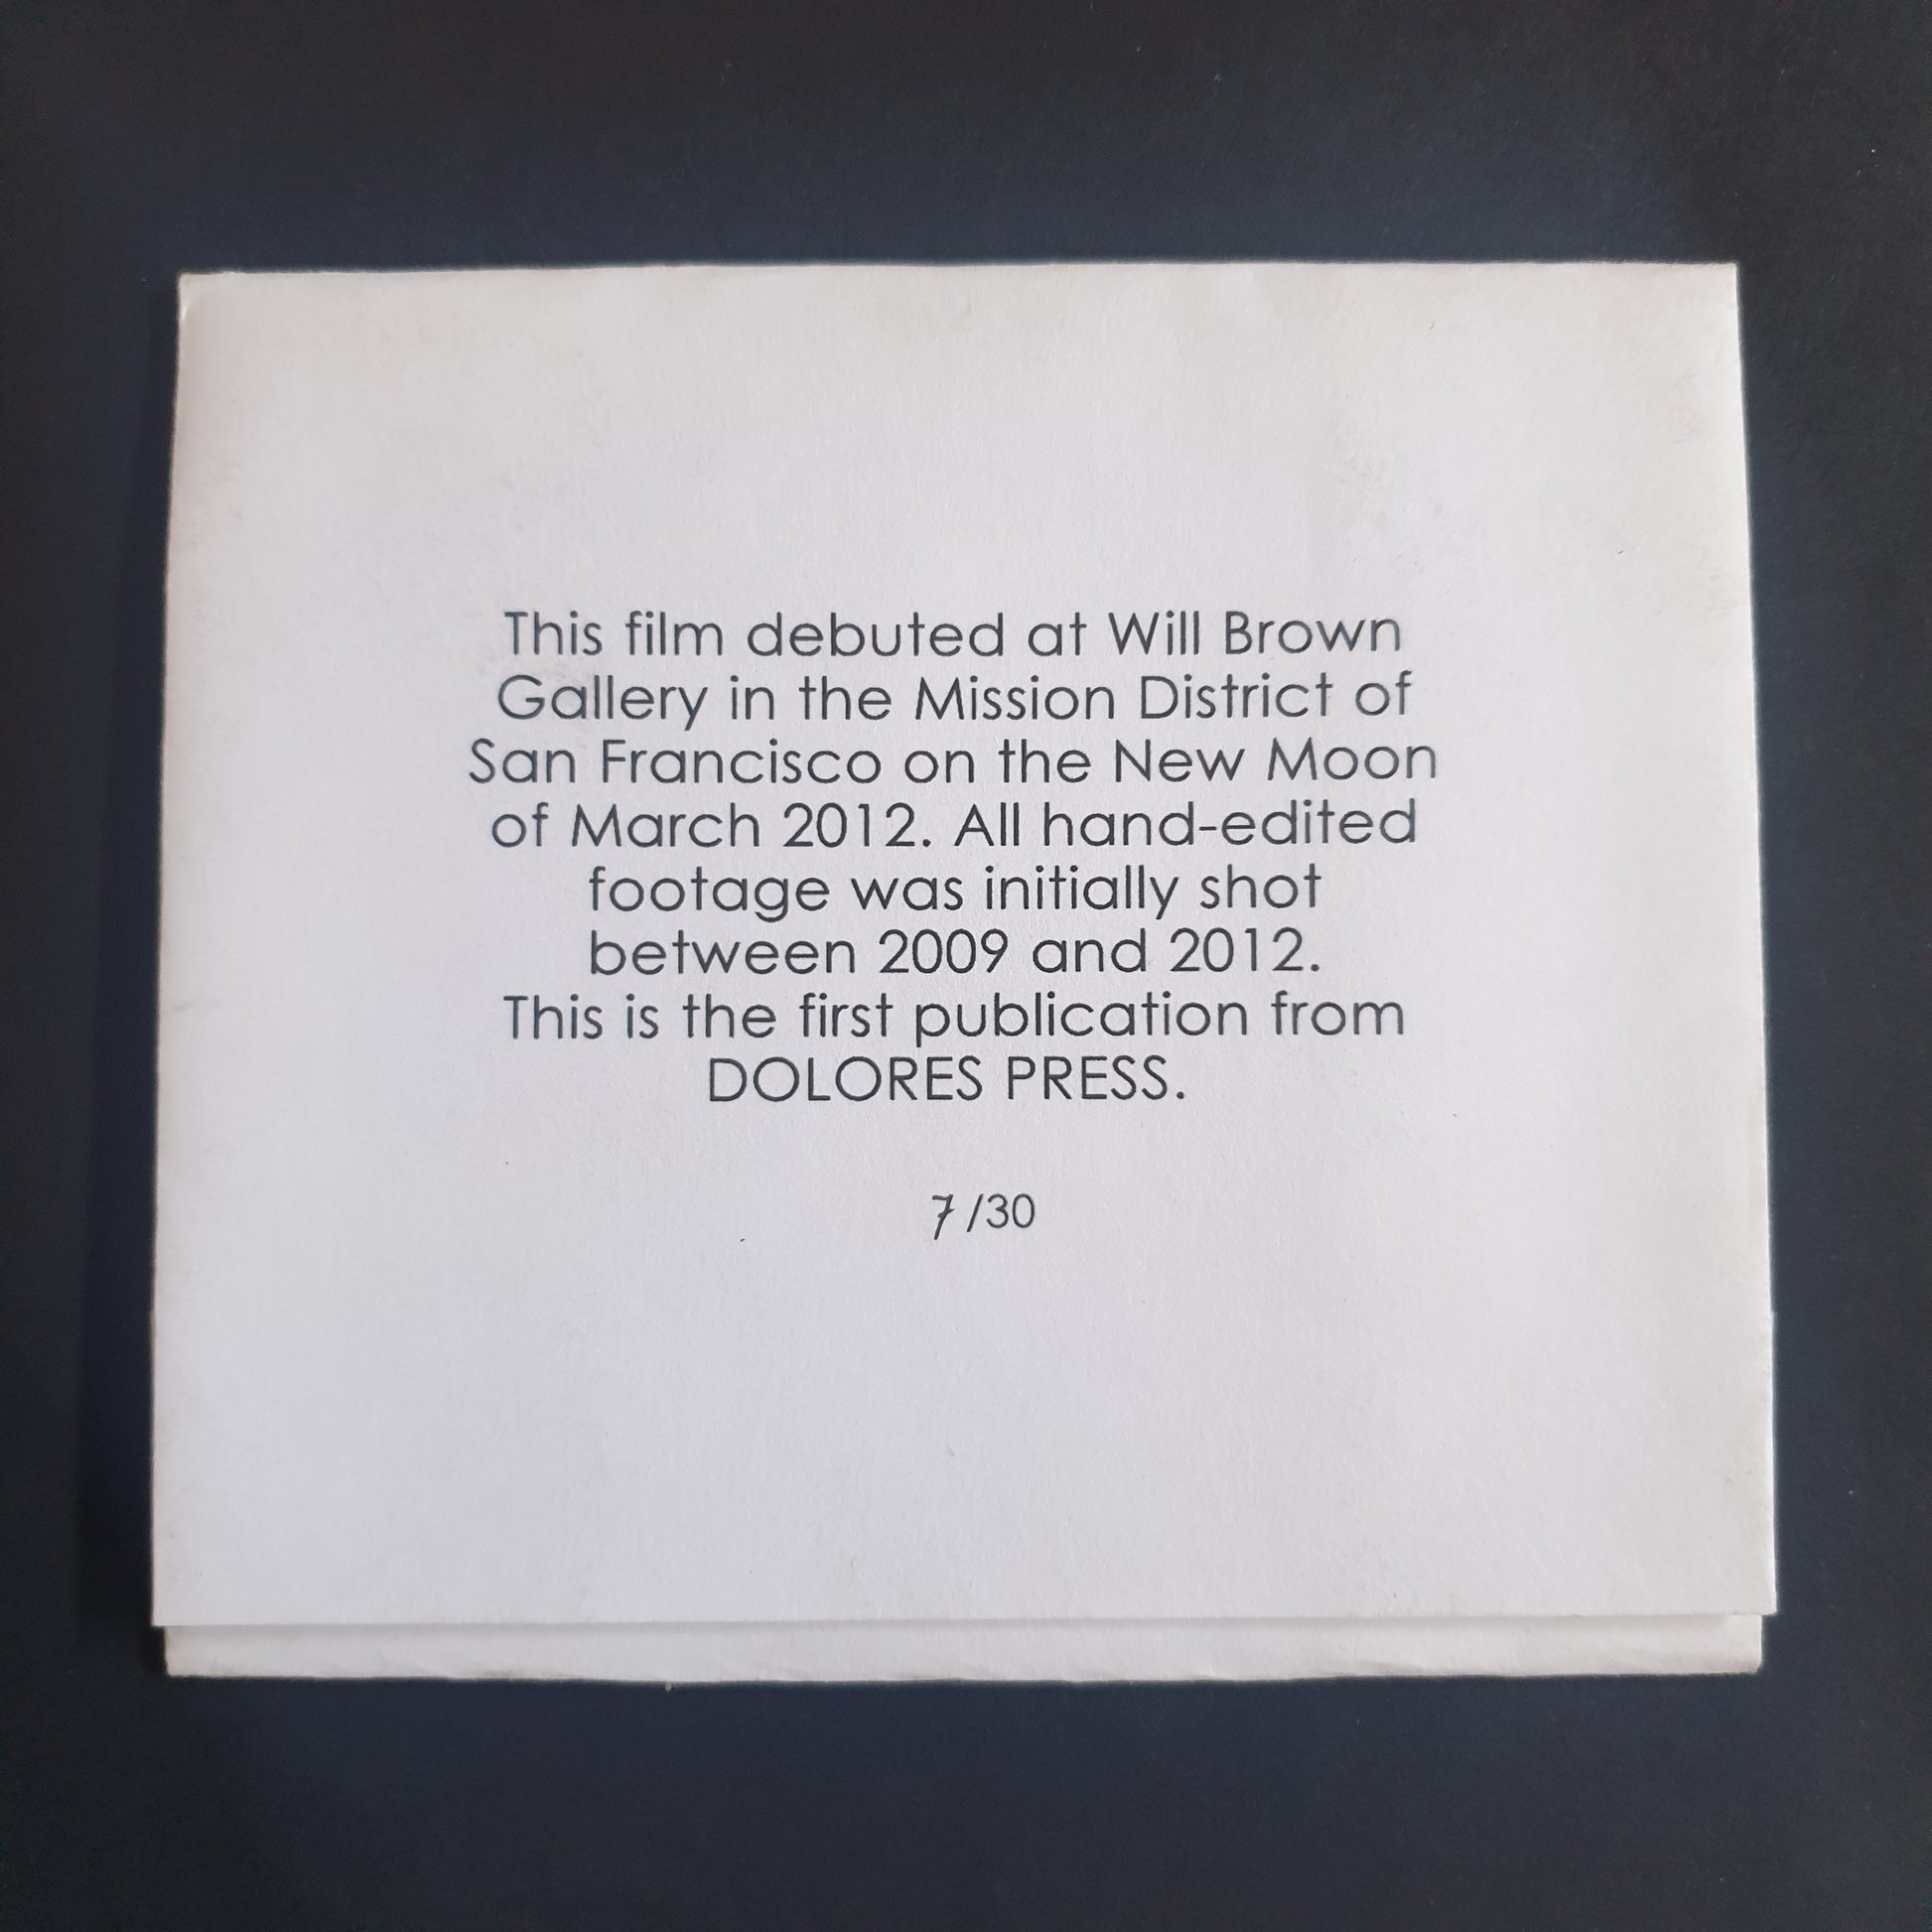 This film debuted at Will Brown
Gallery in the Mission District of
San Francisco on the New Moon
of March 2012. All hand-edited
footage was initially shot
between 2009 and 2012.
This is the first publication from
DOLORES PRESS.
7/30